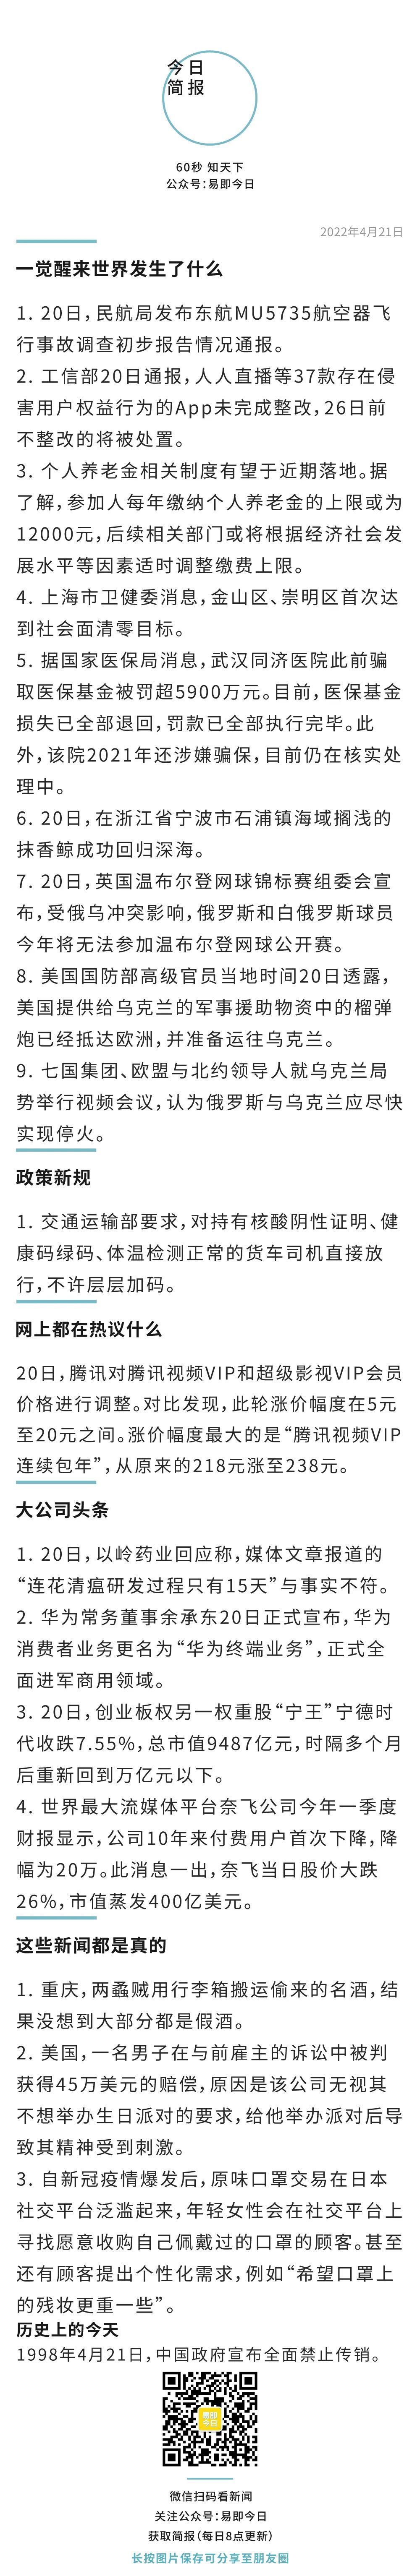 今日
简报
60秒 知天下
公众号：易即今日
2022年4月21日
一觉醒来世界发生了什么
1. 20日，民航局发布东航MU5735航空器飞
行事故调查初步报告情况通报。
2. 工信部20日通报，人人直播等37款存在侵
害用户权益行为的App未完成整改，26日前
不整改的将被处置。
3. 个人养老金相关制度有望于近期落地。据
了解，参加人每年缴纳个人养老金的上限或为
12000元，后续相关部门或将根据经济社会发
展水平等因素适时调整缴费上限。
4. 上海市卫健委消息，金山区、崇明区首次达
到社会面清零目标。
5. 据国家医保局消息，武汉同济医院此前骗
取医保基金被罚超5900万元。目前，医保基金
损失已全部退回，罚款已全部执行完毕。此
外，该院2021年还涉嫌骗保，目前仍在核实处
理中。
6. 20日，在浙江省宁波市石浦镇海域搁浅的
抹香鲸成功回归深海。
7. 20日，英国温布尔登网球锦标赛组委会宣
布，受俄乌冲突影响，俄罗斯和白俄罗斯球员
今年将无法参加温布尔登网球公开赛。
8. 美国国防部高级官员当地时间20日透露，
美国提供给乌克兰的军事援助物资中的榴弹
炮已经抵达欧洲，并准备运往乌克兰。
9. 七国集团、欧盟与北约领导人就乌克兰局
势举行视频会议，认为俄罗斯与乌克兰应尽快
实现停火。
政策新规
1. 交通运输部要求，对持有核酸阴性证明、健
康码绿码、体温检测正常的货车司机直接放
行，不许层层加码。
网上都在热议什么
20日，腾讯对腾讯视频VIP和超级影视VIP会员
价格进行调整。对比发现，此轮涨价幅度在5元
至20元之间。涨价幅度最大的是“腾讯视频VIP
连续包年”，从原来的218元涨至238元。
大公司头条
1. 20日，以岭药业回应称，媒体文章报道的
“连花清瘟研发过程只有15天”与事实不符。
2. 华为常务董事余承东20日正式宣布，华为
消费者业务更名为“华为终端业务”，正式全
面进军商用领域。
3. 20日，创业板权另一权重股“宁王”宁德时
代收跌7.55%，总市值9487亿元，时隔多个月
后重新回到万亿元以下。
4. 世界最大流媒体平台奈飞公司今年一季度
财报显示，公司10年来付费用户首次下降，降
幅为20万。此消息一出，奈飞当日股价大跌
26%，市值蒸发400亿美元。
这些新闻都是真的
1. 重庆，两蟊贼用行李箱搬运偷来的名酒，结
果没想到大部分都是假酒。
2. 美国，一名男子在与前雇主的诉讼中被判
获得45万美元的赔偿，原因是该公司无视其
不想举办生日派对的要求，给他举办派对后导
致其精神受到刺激。
3. 自新冠疫情爆发后，原味口罩交易在日本
社交平台泛滥起来，年轻女性会在社交平台上
寻找愿意收购自己佩戴过的口罩的顾客。甚至
还有顾客提出个性化需求，例如“希望口罩上
的残妆更重一些”。
历史上的今天
1998年4月21日，中国政府宣布全面禁止传销。
易即
今日
微信扫码看新闻
关注公众号：易即今日
获取简报（每日8点更新）
长按图片保存可分享至朋友圈